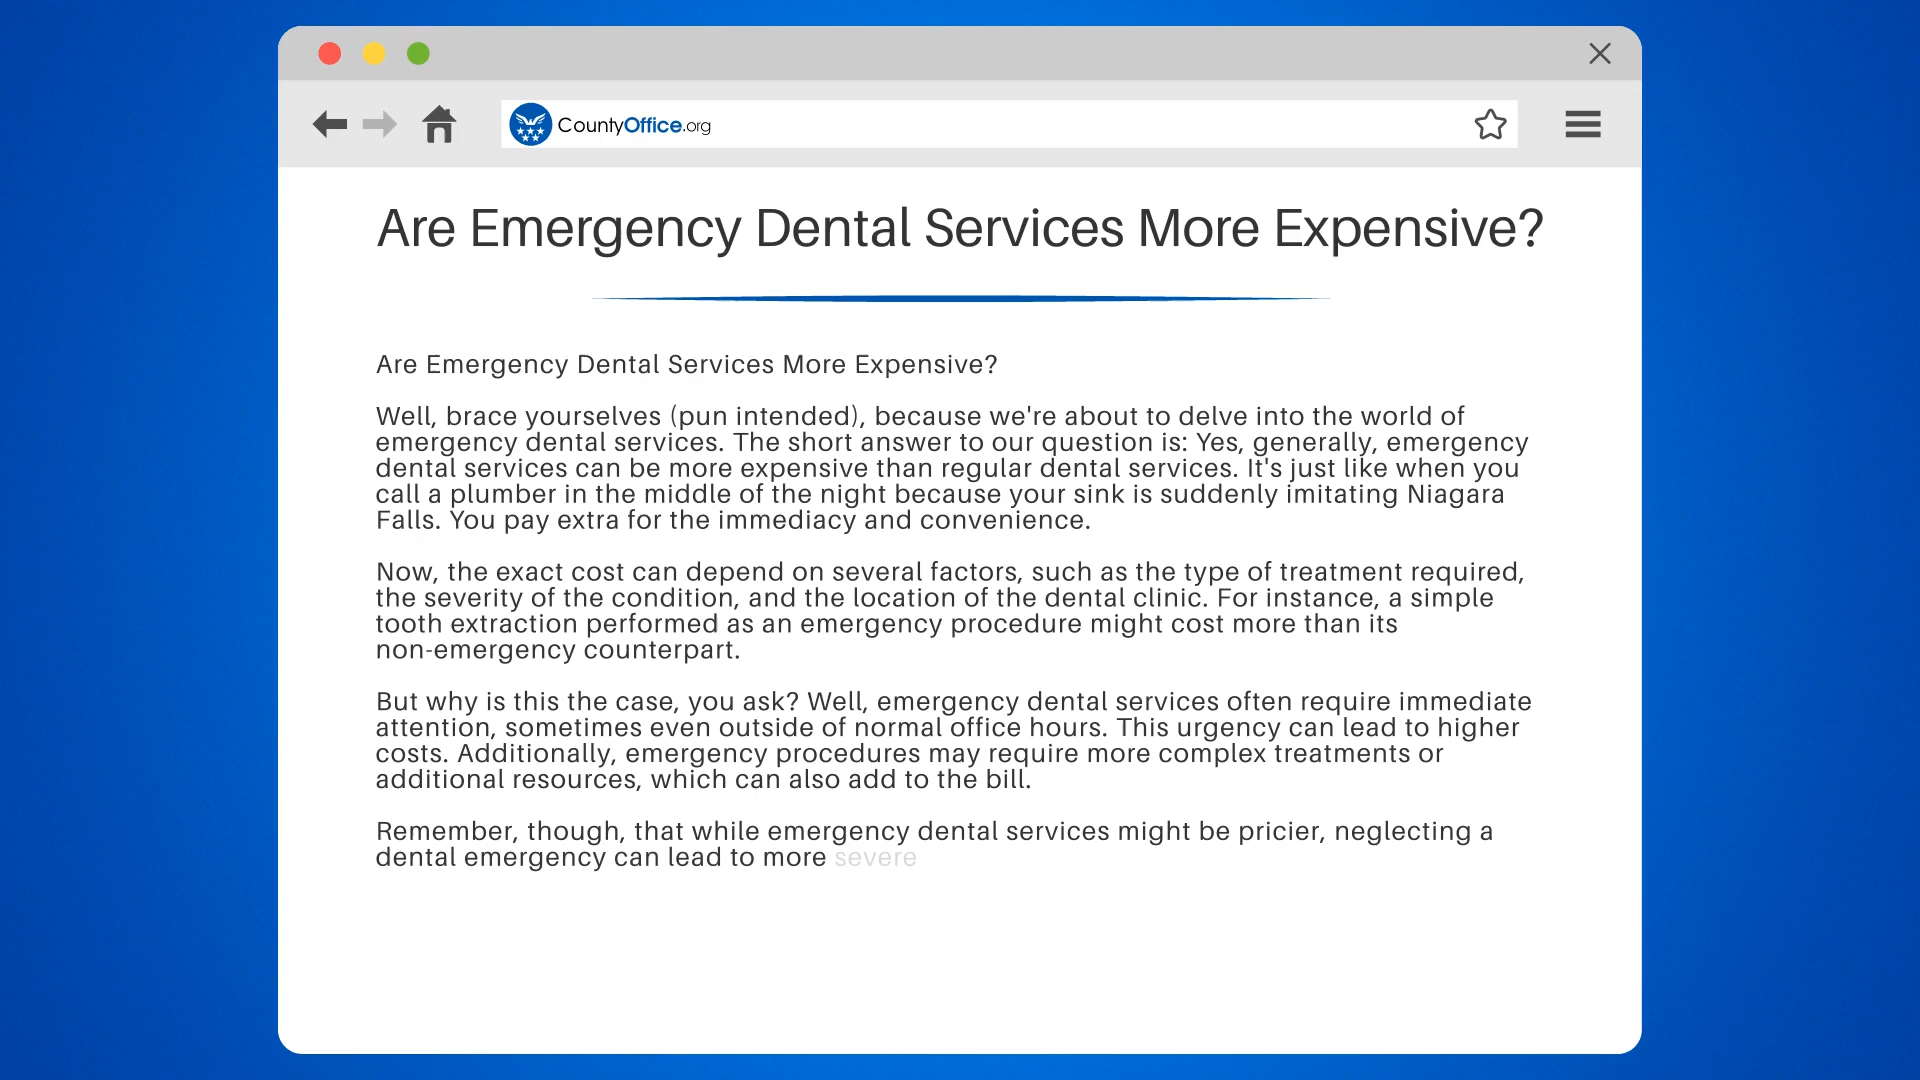 CountyOffice.org
Are Emergency Dental Services More Expensive?
Are Emergency Dental Services More Expensive?
Well, brace yourselves (pun intended), because we're about to delve into the world of
emergency dental services. The short answer to our question is: Yes, generally, emergency
dental services can be more expensive than regular dental services. It's just like when you
call a plumber in the middle of the night because your sink is suddenly imitating Niagara
Falls. You pay extra for the immediacy and convenience.
Now, the exact cost can depend on several factors, such as the type of treatment required,
the severity of the condition, and the location of the dental clinic. For instance, a simple
tooth extraction performed as an emergency procedure might cost more than its
non-emergency counterpart.
But why is this the case, you ask? Well, emergency dental services often require immediate
attention, sometimes even outside of normal office hours. This urgency can lead to higher
costs. Additionally, emergency procedures may require more complex treatments or
additional resources, which can also add to the bill.
Remember, though, that while emergency dental services might be pricier, neglecting a
dental emergency can lead to more severe